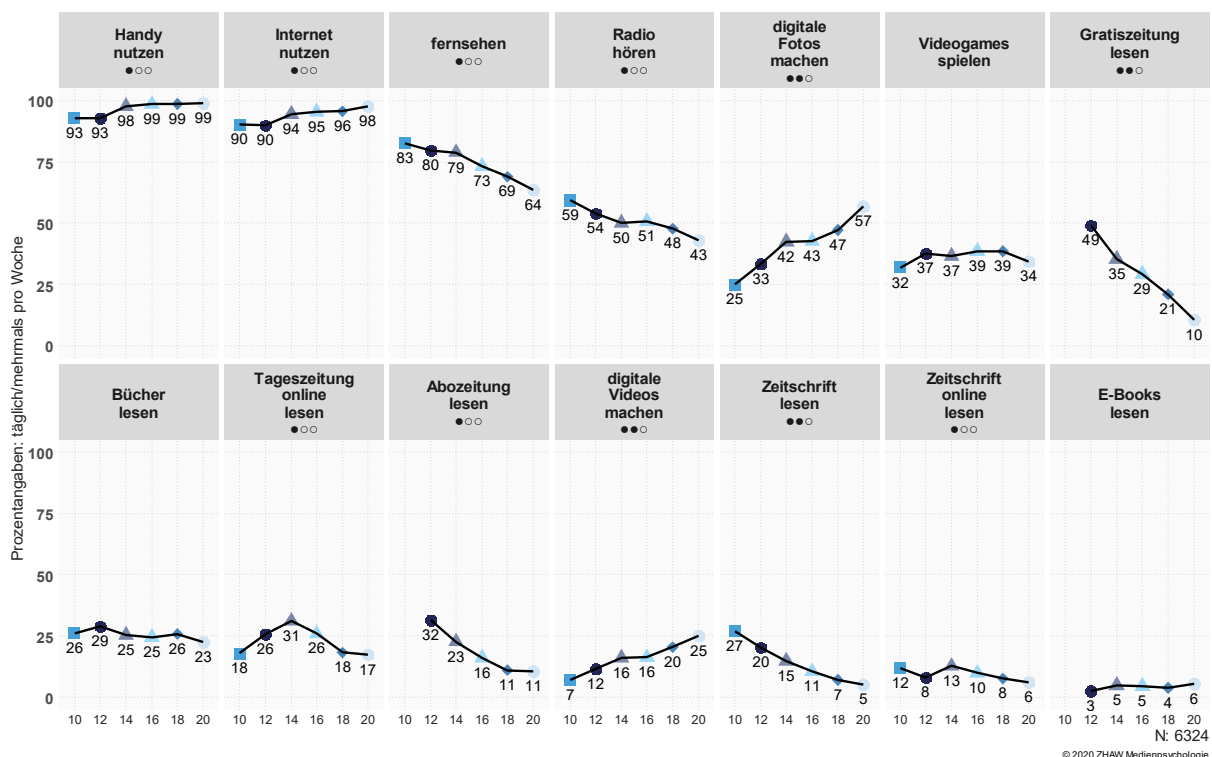 Handy
nutzen
●○○
Internet
nutzen
●○○
fernsehen
●○○
Radio
hören
●○○
digitale
Fotos
machen
●●○
Videogames
spielen
Gratiszeitung
lesen
●●○
Prozentangaben: täglich/mehrmals pro Woche
100
75
50
25
0
93 93 98 99 99 99
90 90 94 95 96 98
83 80 79 73 69 64
59 54 50 51 48 43
25 33 42 43 47 57
32 37 37 39 39 34
49 35 29 21 10
Bücher
lesen
Tageszeitung
online
lesen
●○○
Abozeitung
lesen
●○○
digitale
Videos
machen
●●○
Zeitschrift
lesen
●●○
Zeitschrift
online
lesen
●○○
E-Books
lesen
100
75
50
25
0
26 29 25 25 26 23
18 26 31 26 18 17
32 23 16 11 11
7 12 16 16 20 25
27 20 15 11 7 5
12 8 13 10 8 6
3 5 5 4 6
10 12 14 16 18 20
10 12 14 16 18 20
10 12 14 16 18 20
10 12 14 16 18 20
10 12 14 16 18 20
10 12 14 16 18 20
10 12 14 16 18 20
N: 6324
© 2020 ZHAW Medienpsychologie